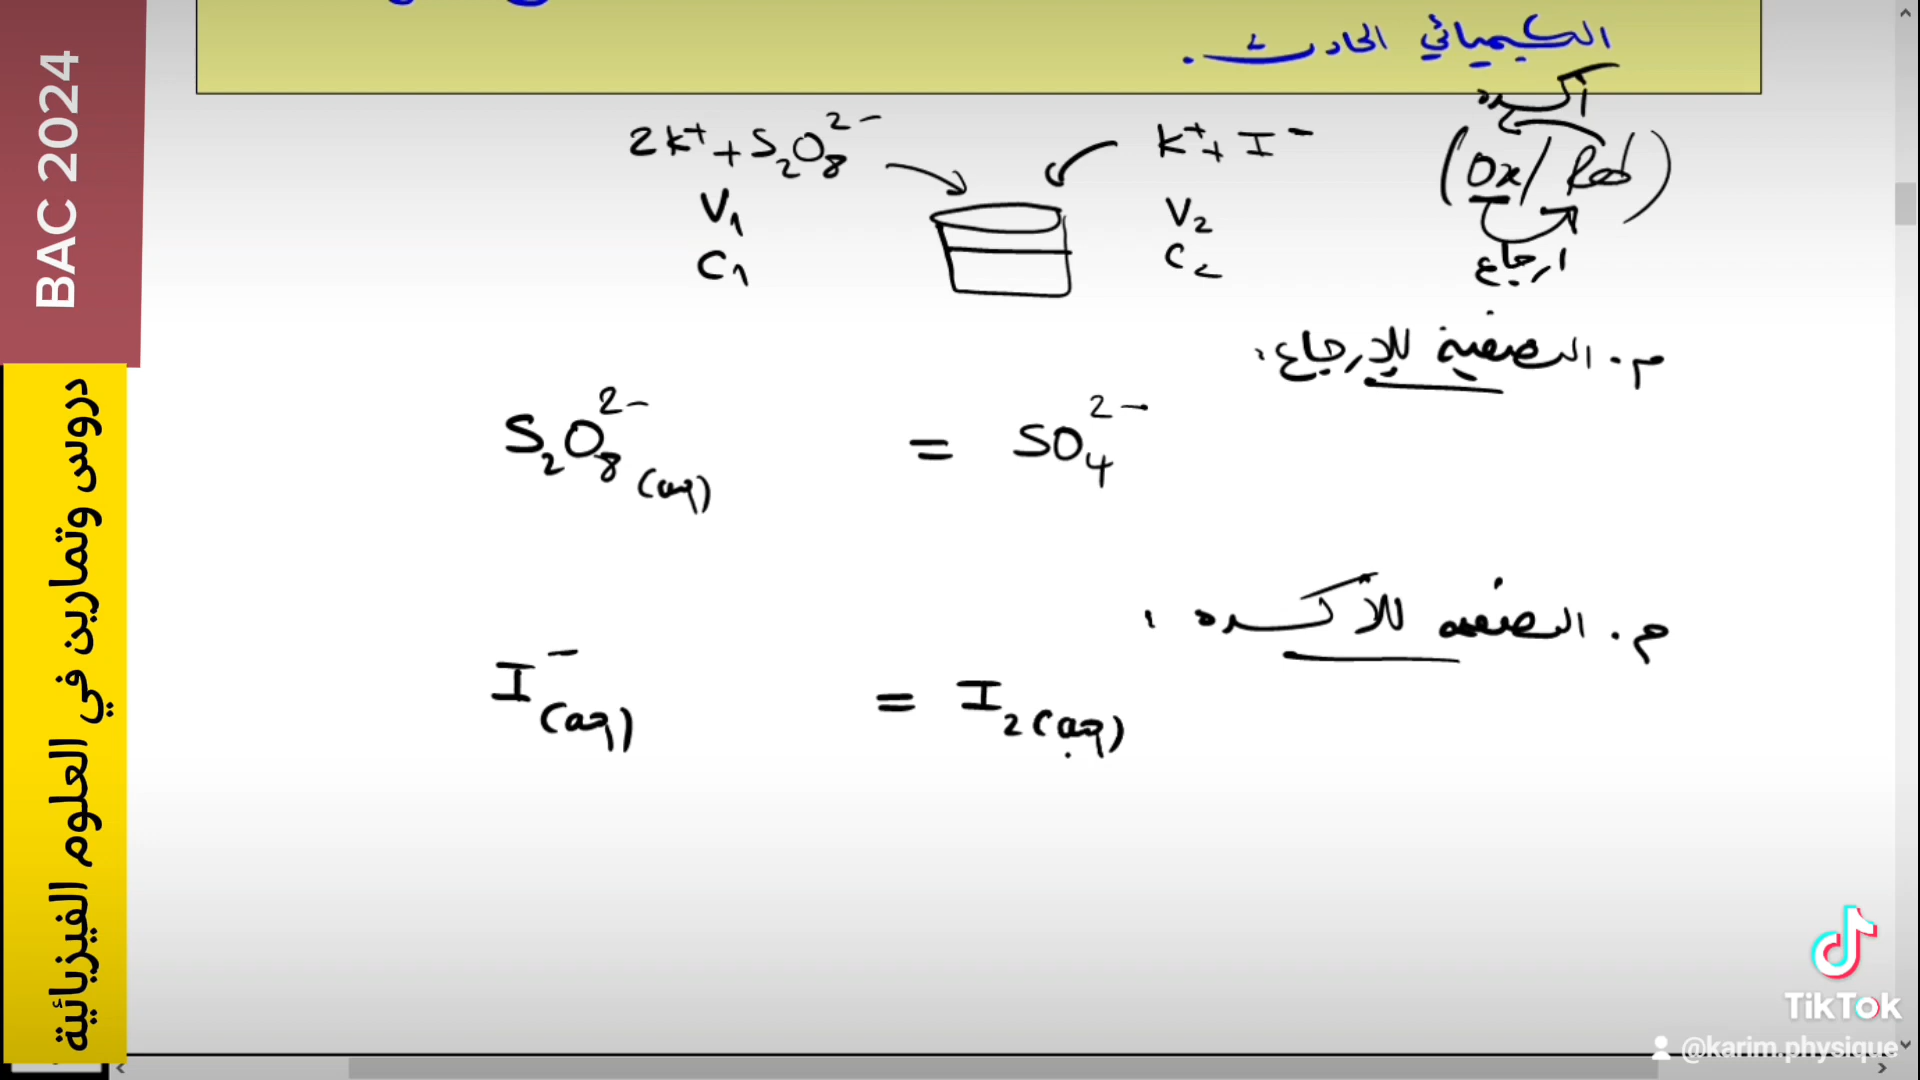 الكيميائي الحادث .
أكسدة
2K⁺ + S₂O₈²⁻
K⁺ + I⁻
(Ox/Red)
V₁
V₂
C₁
C₂
ارجاع
م. النصفية للإرجاع:
S₂O₈²⁻(aq) = SO₄²⁻
م. النصفية للأكسدة :
I⁻(aq) = I₂(aq)
BAC 2024
دروس وتمارين في العلوم الفيزيائية
TikTok
@karim.physique